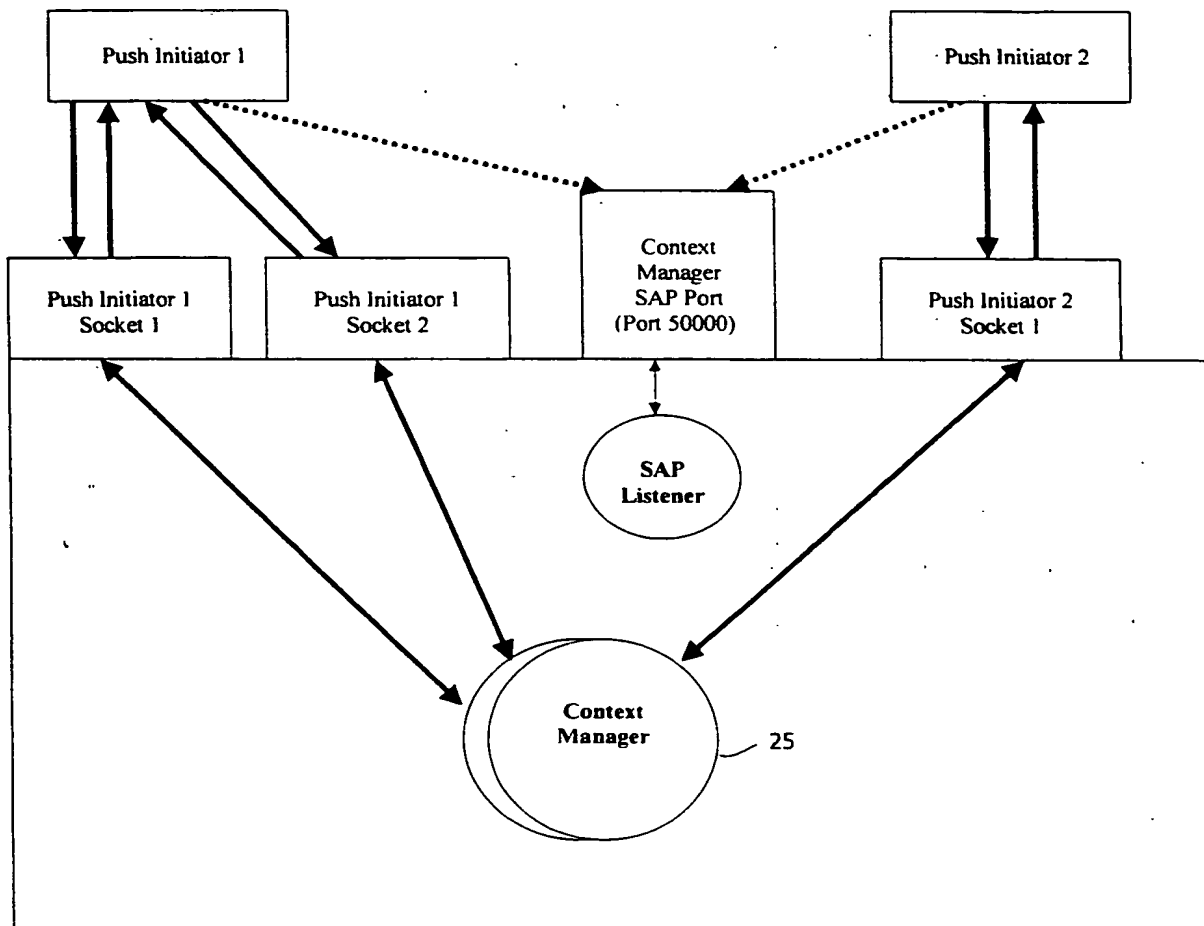 Push Initiator 1
Push Initiator 2
Context
Manager
SAP Port
(Port 50000)
Push Initiator 1
Socket 1
Push Initiator 1
Socket 2
Push Initiator 2
Socket 1
SAP
Listener
Context
Manager
25